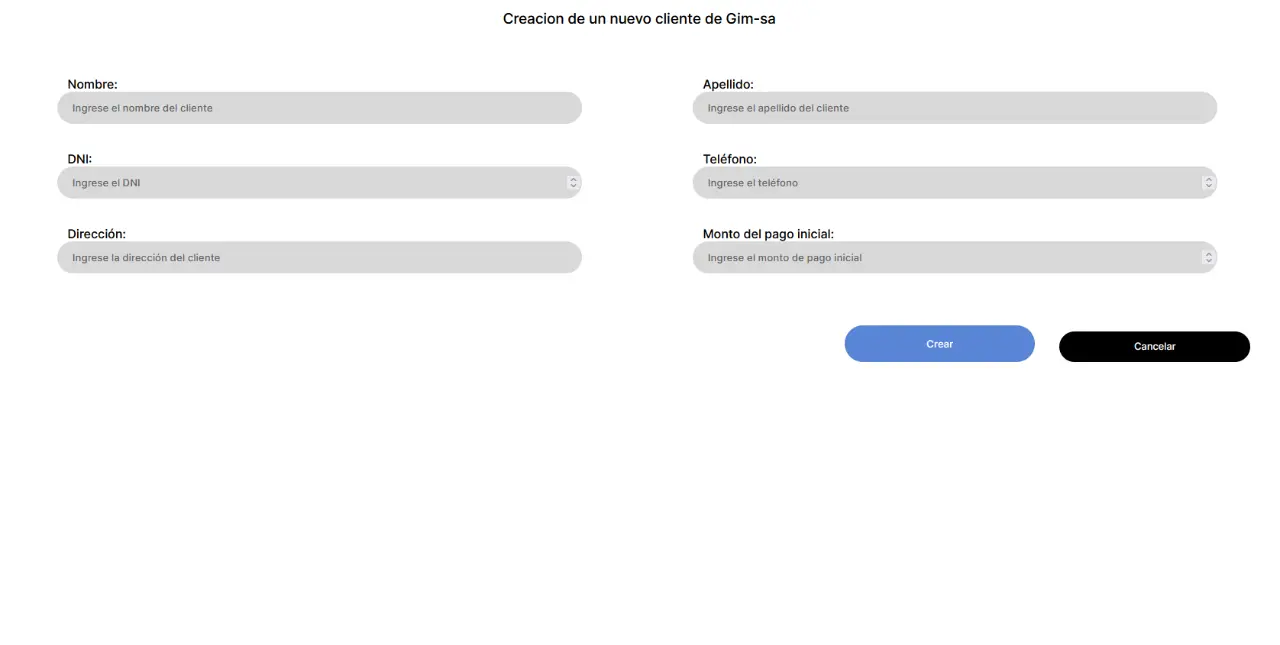 Creacion de un nuevo cliente de Gim-sa
Nombre:
Ingrese el nombre del cliente
Apellido:
Ingrese el apellido del cliente
DNI:
Ingrese el DNI
Teléfono:
Ingrese el teléfono
Dirección:
Ingrese la dirección del cliente
Monto del pago inicial:
Ingrese el monto de pago inicial
Crear
Cancelar